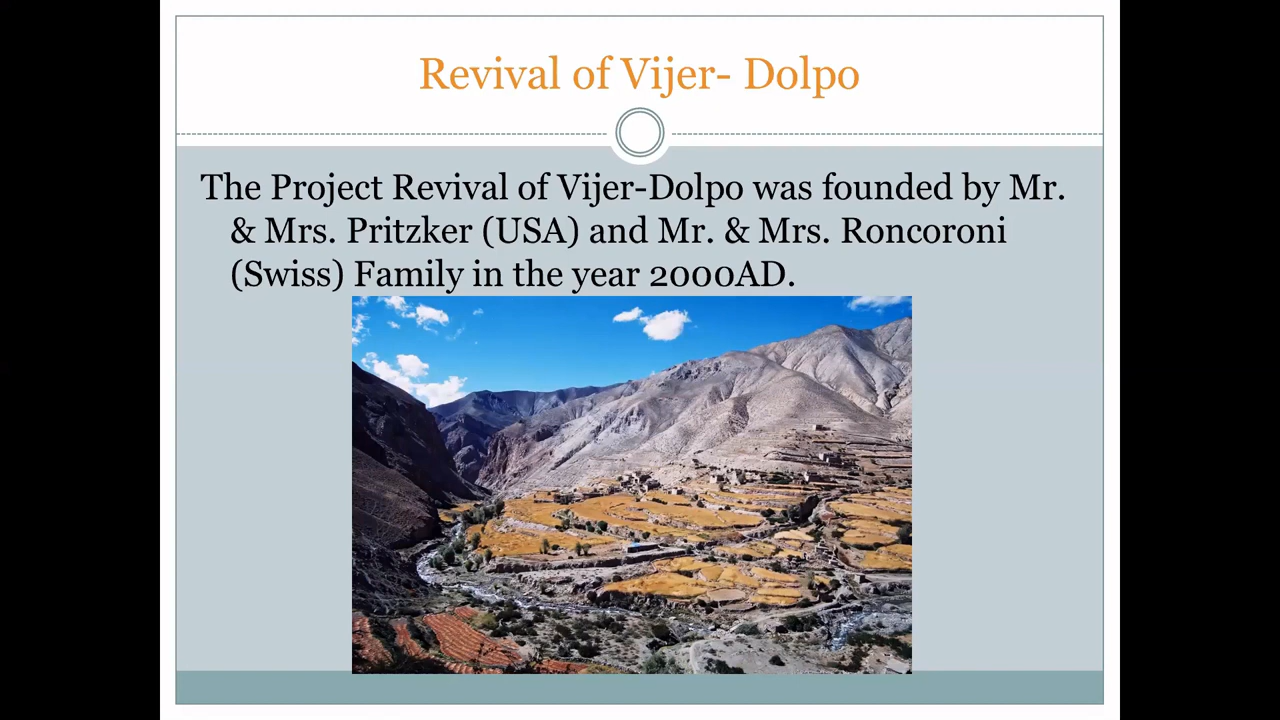 Revival of Vijer- Dolpo
The Project Revival of Vijer-Dolpo was founded by Mr.
& Mrs. Pritzker (USA) and Mr. & Mrs. Roncoroni
(Swiss) Family in the year 2000AD.